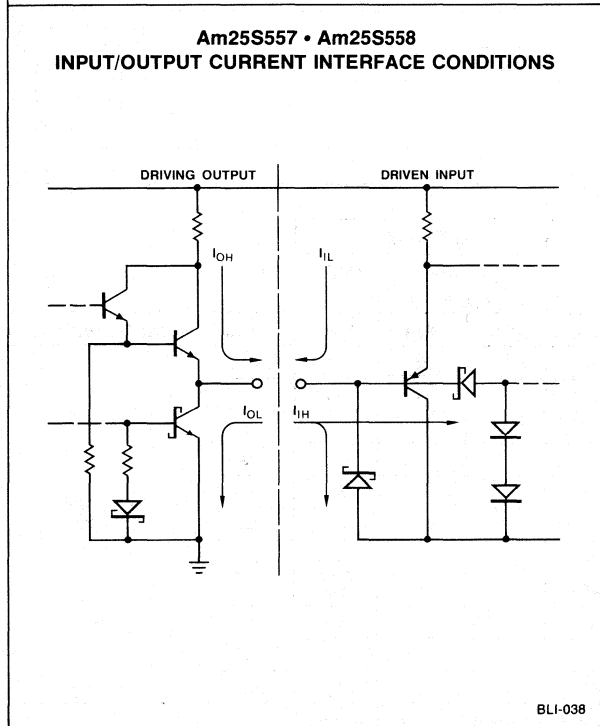 Am25S557 • Am25S558
INPUT/OUTPUT CURRENT INTERFACE CONDITIONS
DRIVING OUTPUT
DRIVEN INPUT
IOH
IIL
IOL
IIH
BLI-038